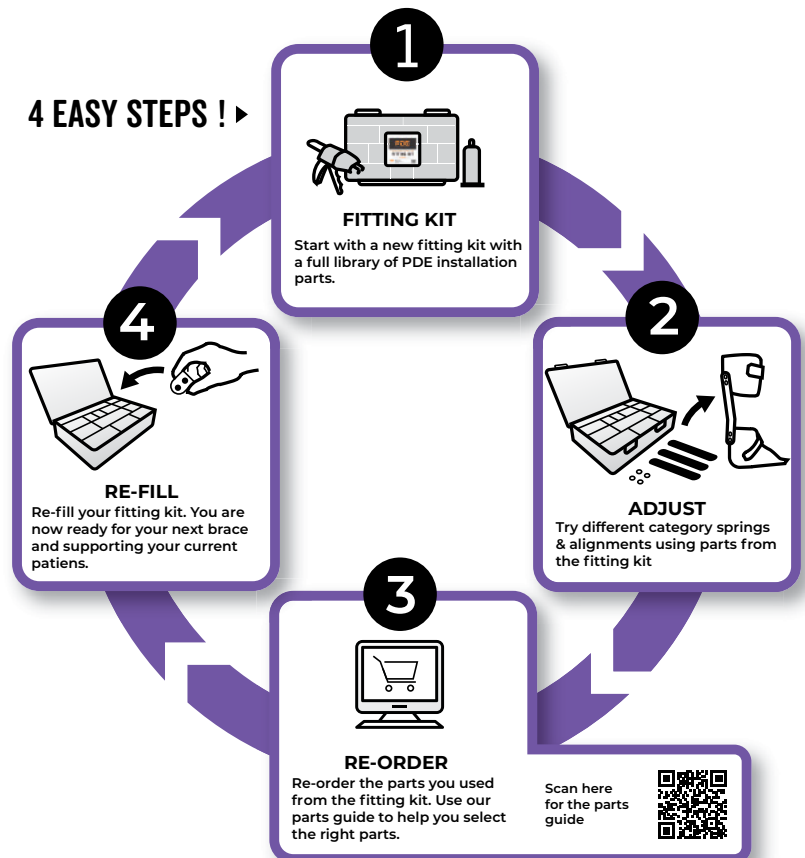 4 EASY STEPS !
1
PDE
FITTING KIT
Start with a new fitting kit with
a full library of PDE installation
parts.
2
ADJUST
Try different category springs
& alignments using parts from
the fitting kit
3
RE-ORDER
Re-order the parts you used
from the fitting kit. Use our
parts guide to help you select
the right parts.
Scan here
for the parts
guide
4
RE-FILL
Re-fill your fitting kit. You are
now ready for your next brace
and supporting your current
patiens.